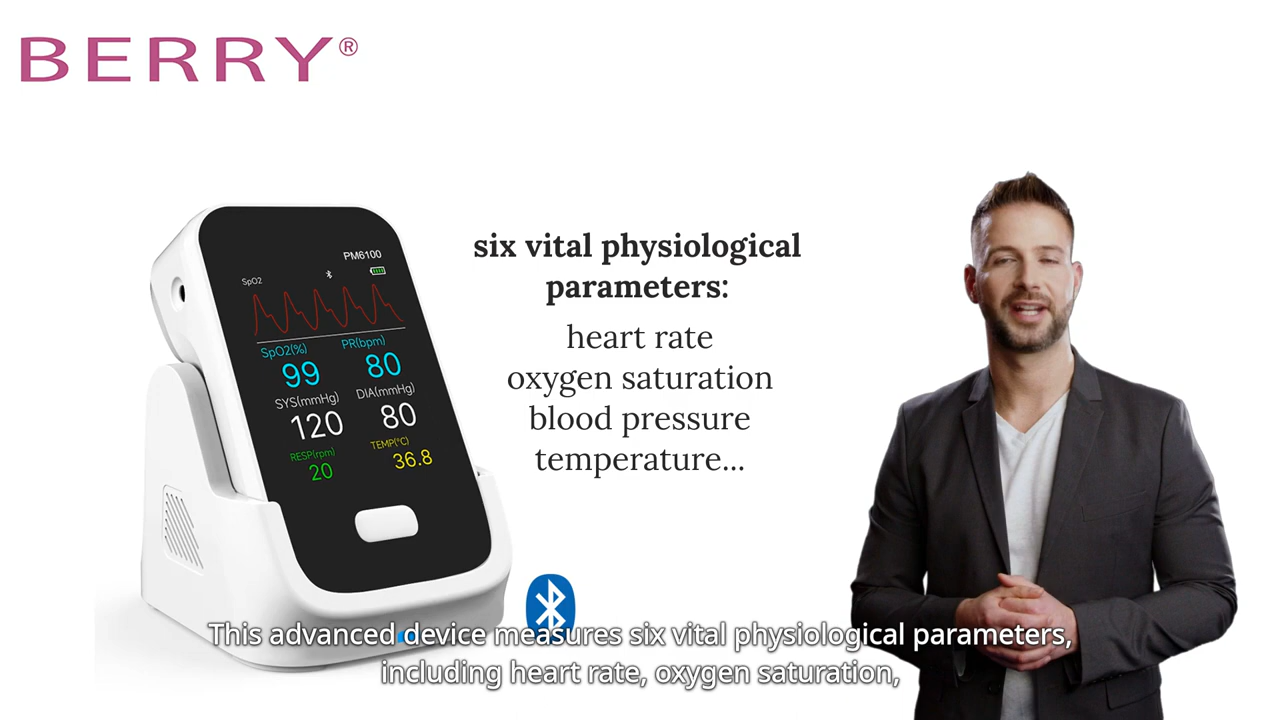 BERRY®
PM6100
SpO2
SpO2(%) PR(bpm)
99 80
SYS(mmHg) DIA(mmHg)
120 80
RESP(rpm) TEMP(°C)
20 36.8
six vital physiological
parameters:
heart rate
oxygen saturation
blood pressure
temperature...
This advanced device measures six vital physiological parameters,
including heart rate, oxygen saturation,